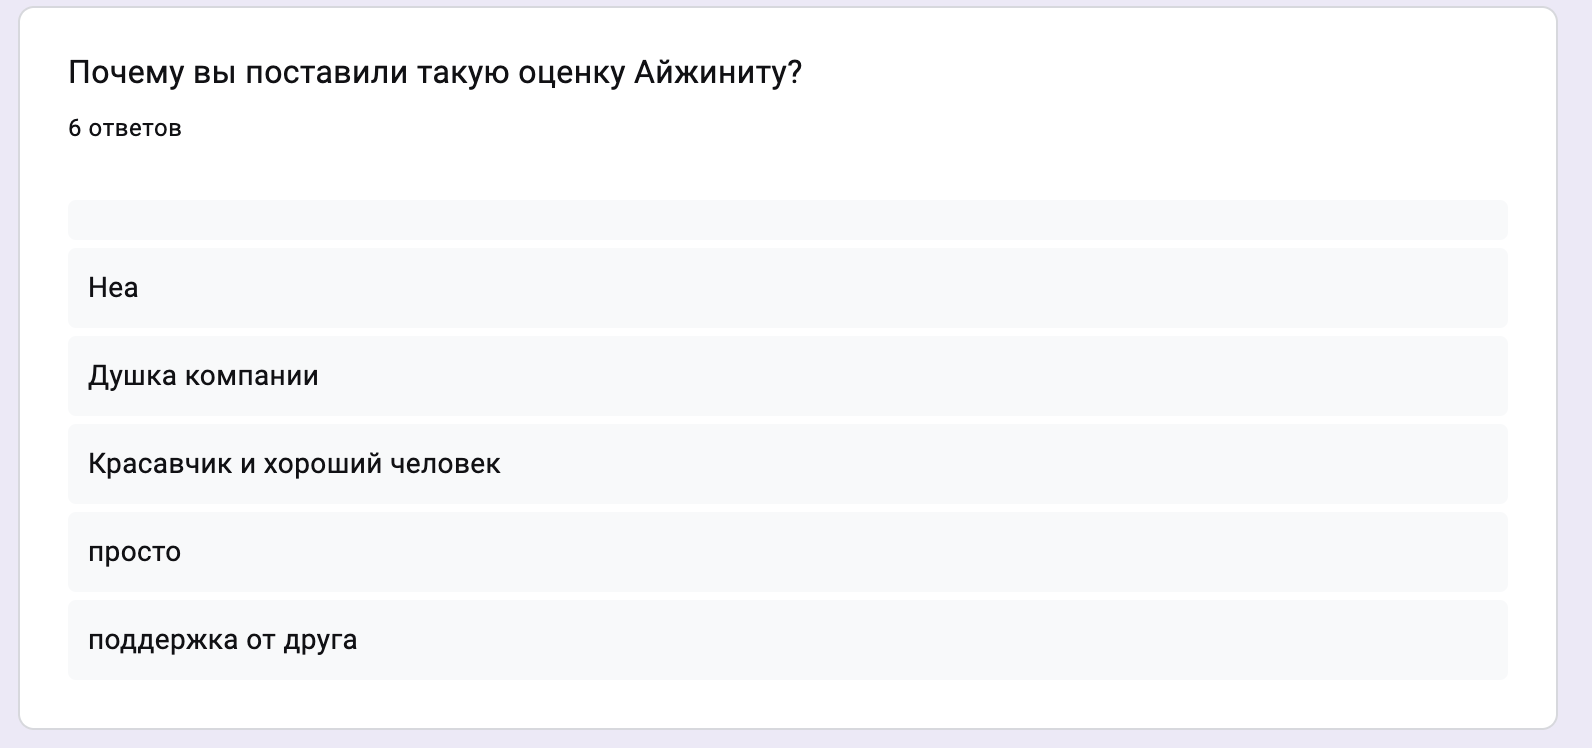 Почему вы поставили такую оценку Айжиниту?
6 ответов
Неа
Душка компании
Красавчик и хороший человек
просто
поддержка от друга